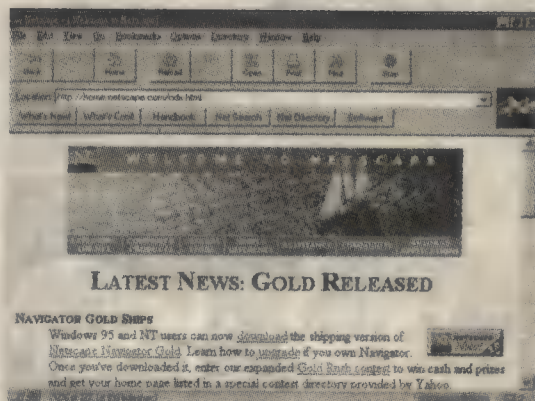 Netscape - [Welcome to Netscape]
File Edit View Go Bookmarks Options Directory Window Help
Back Home Reload Open Print Find Stop
Location: http://home.netscape.com/
What's New! What's Cool! Handbook Net Search Net Directory Software
WELCOME TO NETSCAPE
LATEST NEWS: GOLD RELEASED
NAVIGATOR GOLD SHIPS
Windows 95 and NT users can now download the shipping version of
Netscape Navigator Gold. Learn how to upgrade if you own Navigator.
Once you've downloaded it, enter our expanded Gold Rush contest to win cash and prizes
and get your home page listed in a special contest directory provided by Yahoo.